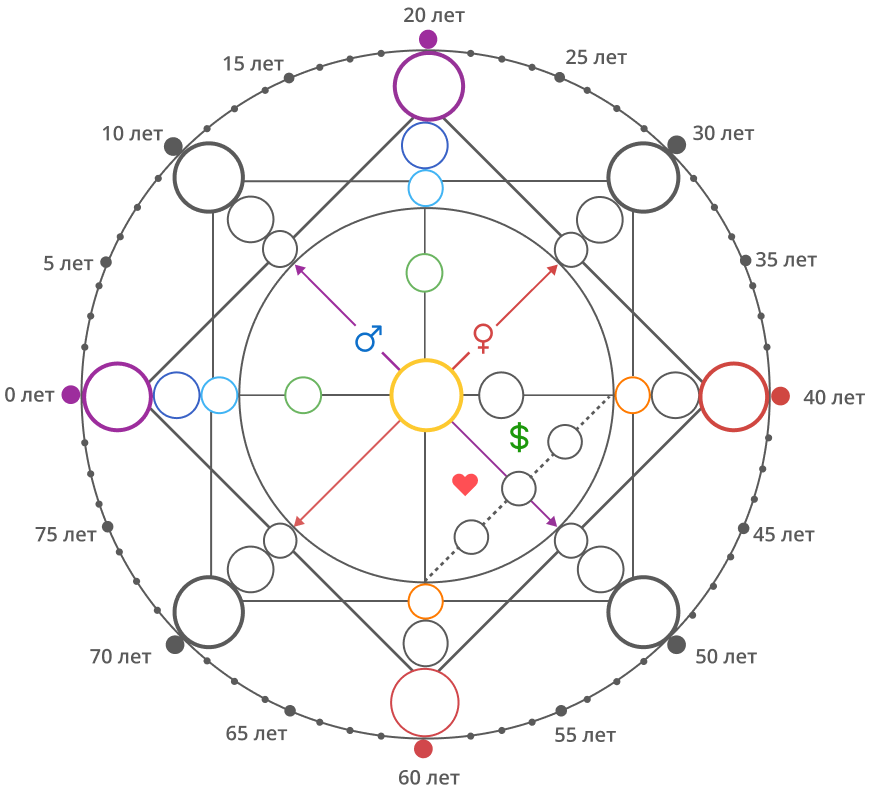 20 лет
15 лет
25 лет
10 лет
30 лет
5 лет
35 лет
♂
♀
0 лет
40 лет
$
75 лет
45 лет
70 лет
50 лет
65 лет
55 лет
60 лет